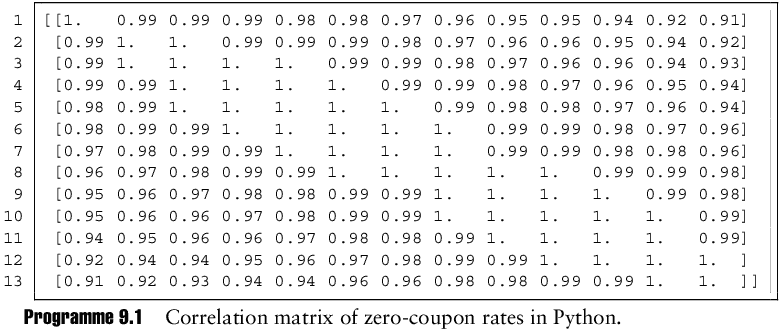 1 [[1. 0.99 0.99 0.99 0.98 0.98 0.97 0.96 0.95 0.95 0.94 0.92 0.91]
2 [0.99 1. 1. 0.99 0.99 0.99 0.98 0.97 0.96 0.96 0.95 0.94 0.92]
3 [0.99 1. 1. 1. 1. 0.99 0.99 0.98 0.97 0.96 0.96 0.94 0.93]
4 [0.99 0.99 1. 1. 1. 1. 0.99 0.99 0.98 0.97 0.96 0.95 0.94]
5 [0.98 0.99 1. 1. 1. 1. 1. 0.99 0.98 0.98 0.97 0.96 0.94]
6 [0.98 0.99 0.99 1. 1. 1. 1. 1. 0.99 0.99 0.98 0.97 0.96]
7 [0.97 0.98 0.99 0.99 1. 1. 1. 1. 0.99 0.99 0.98 0.98 0.96]
8 [0.96 0.97 0.98 0.99 0.99 1. 1. 1. 1. 1. 0.99 0.99 0.98]
9 [0.95 0.96 0.97 0.98 0.98 0.99 0.99 1. 1. 1. 1. 0.99 0.98]
10 [0.95 0.96 0.96 0.97 0.98 0.99 0.99 1. 1. 1. 1. 1. 0.99]
11 [0.94 0.95 0.96 0.96 0.97 0.98 0.98 0.99 1. 1. 1. 1. 0.99]
12 [0.92 0.94 0.94 0.95 0.96 0.97 0.98 0.99 0.99 1. 1. 1. 1. ]
13 [0.91 0.92 0.93 0.94 0.94 0.96 0.96 0.98 0.98 0.99 0.99 1. 1. ]]
Programme 9.1 Correlation matrix of zero-coupon rates in Python.